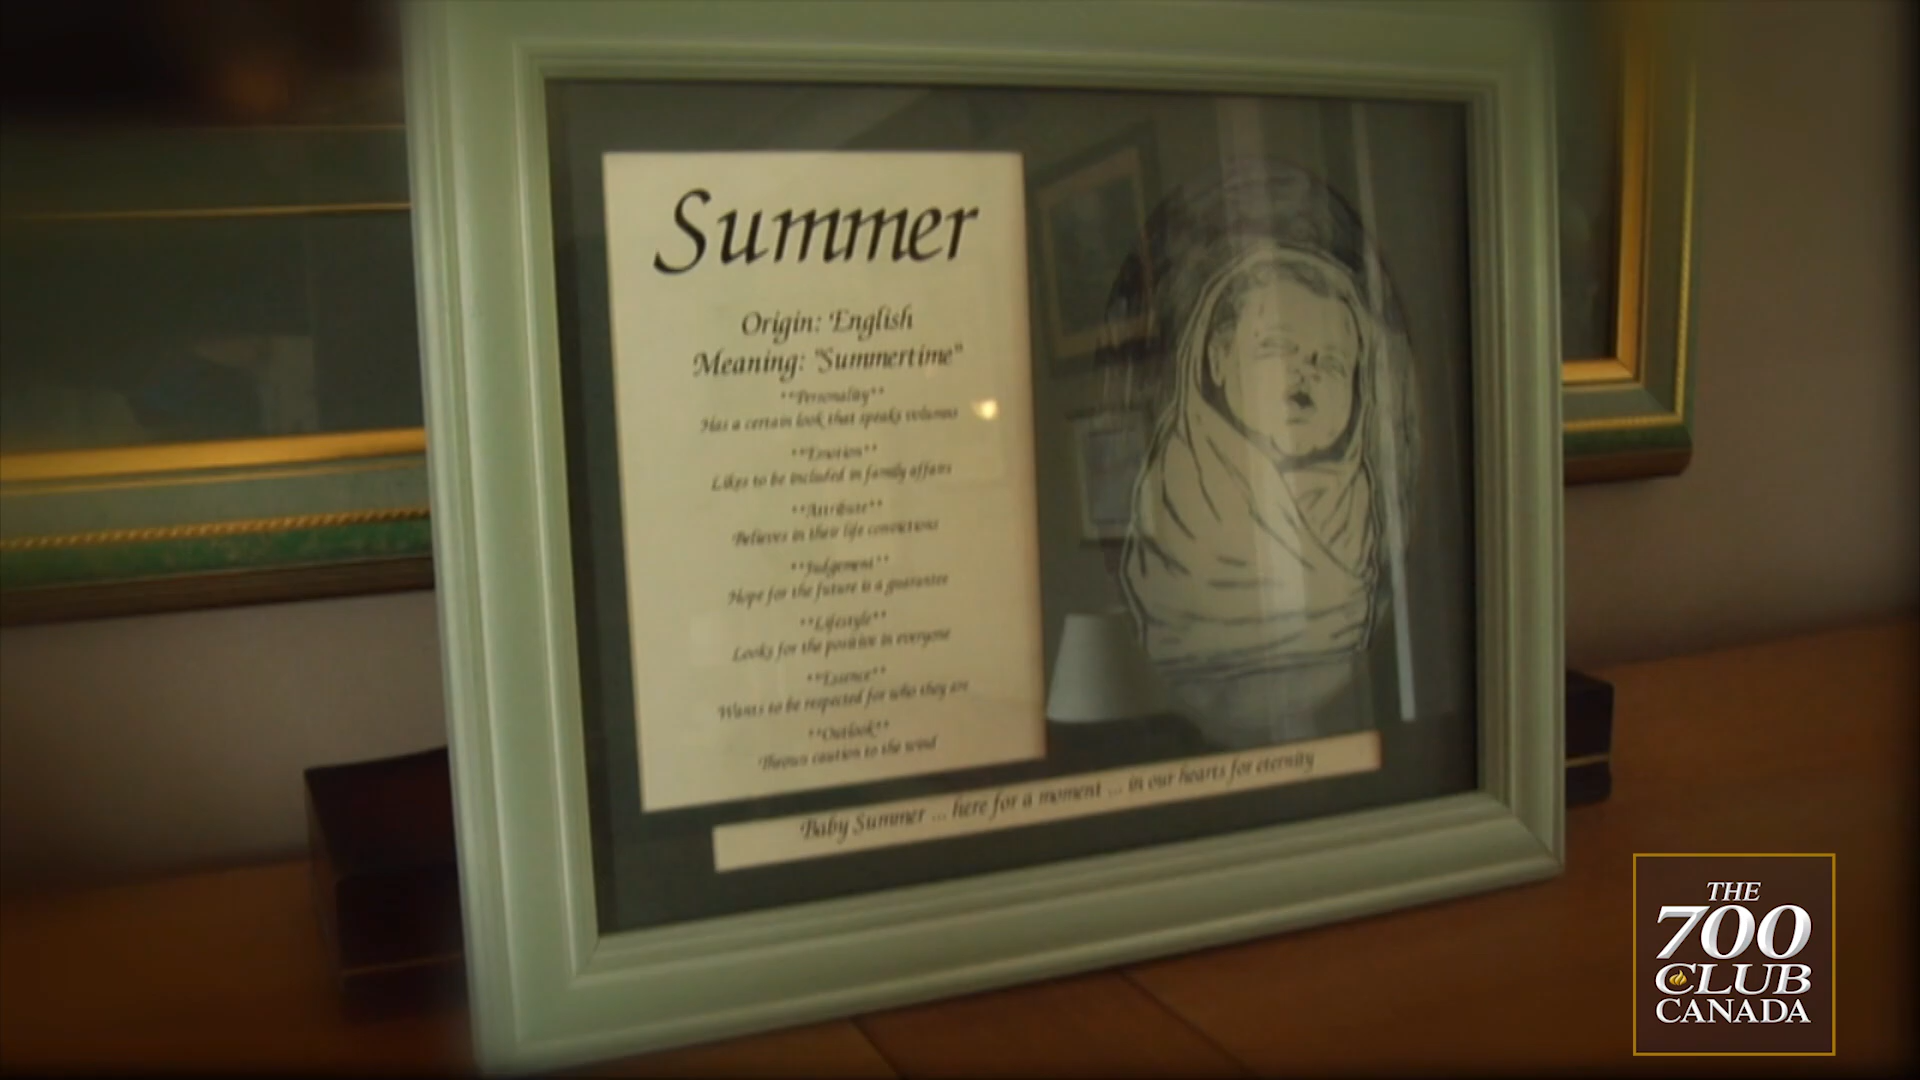 Summer
Origin: English
Meaning: "Summertime"
**Personality**
Has a certain look that speaks volumes
**Emotion**
Likes to be included in family affairs
**Attribute**
Believes in their life convictions
**Judgement**
Hope for the future is a guarantee
**Lifestyle**
Looks for the positive in everyone
**Essence**
Wants to be respected for who they are
**Outlook**
Throws caution to the wind
Baby Summer ... here for a moment ... in our hearts for eternity
THE
700
CLUB
CANADA